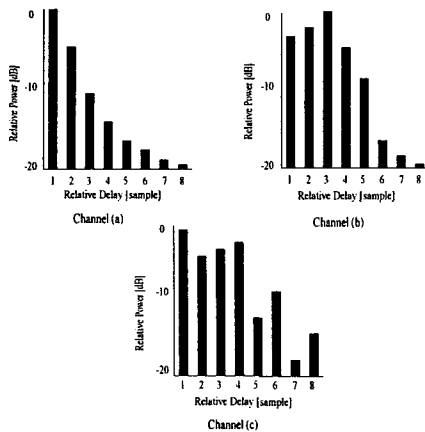 0
-10
-20
Relative Power [dB]
1 2 3 4 5 6 7 8
Relative Delay [sample]
Channel (a)
0
-10
-20
Relative Power [dB]
1 2 3 4 5 6 7 8
Relative Delay [sample]
Channel (b)
0
-10
-20
Relative Power [dB]
1 2 3 4 5 6 7 8
Relative Delay [sample]
Channel (c)